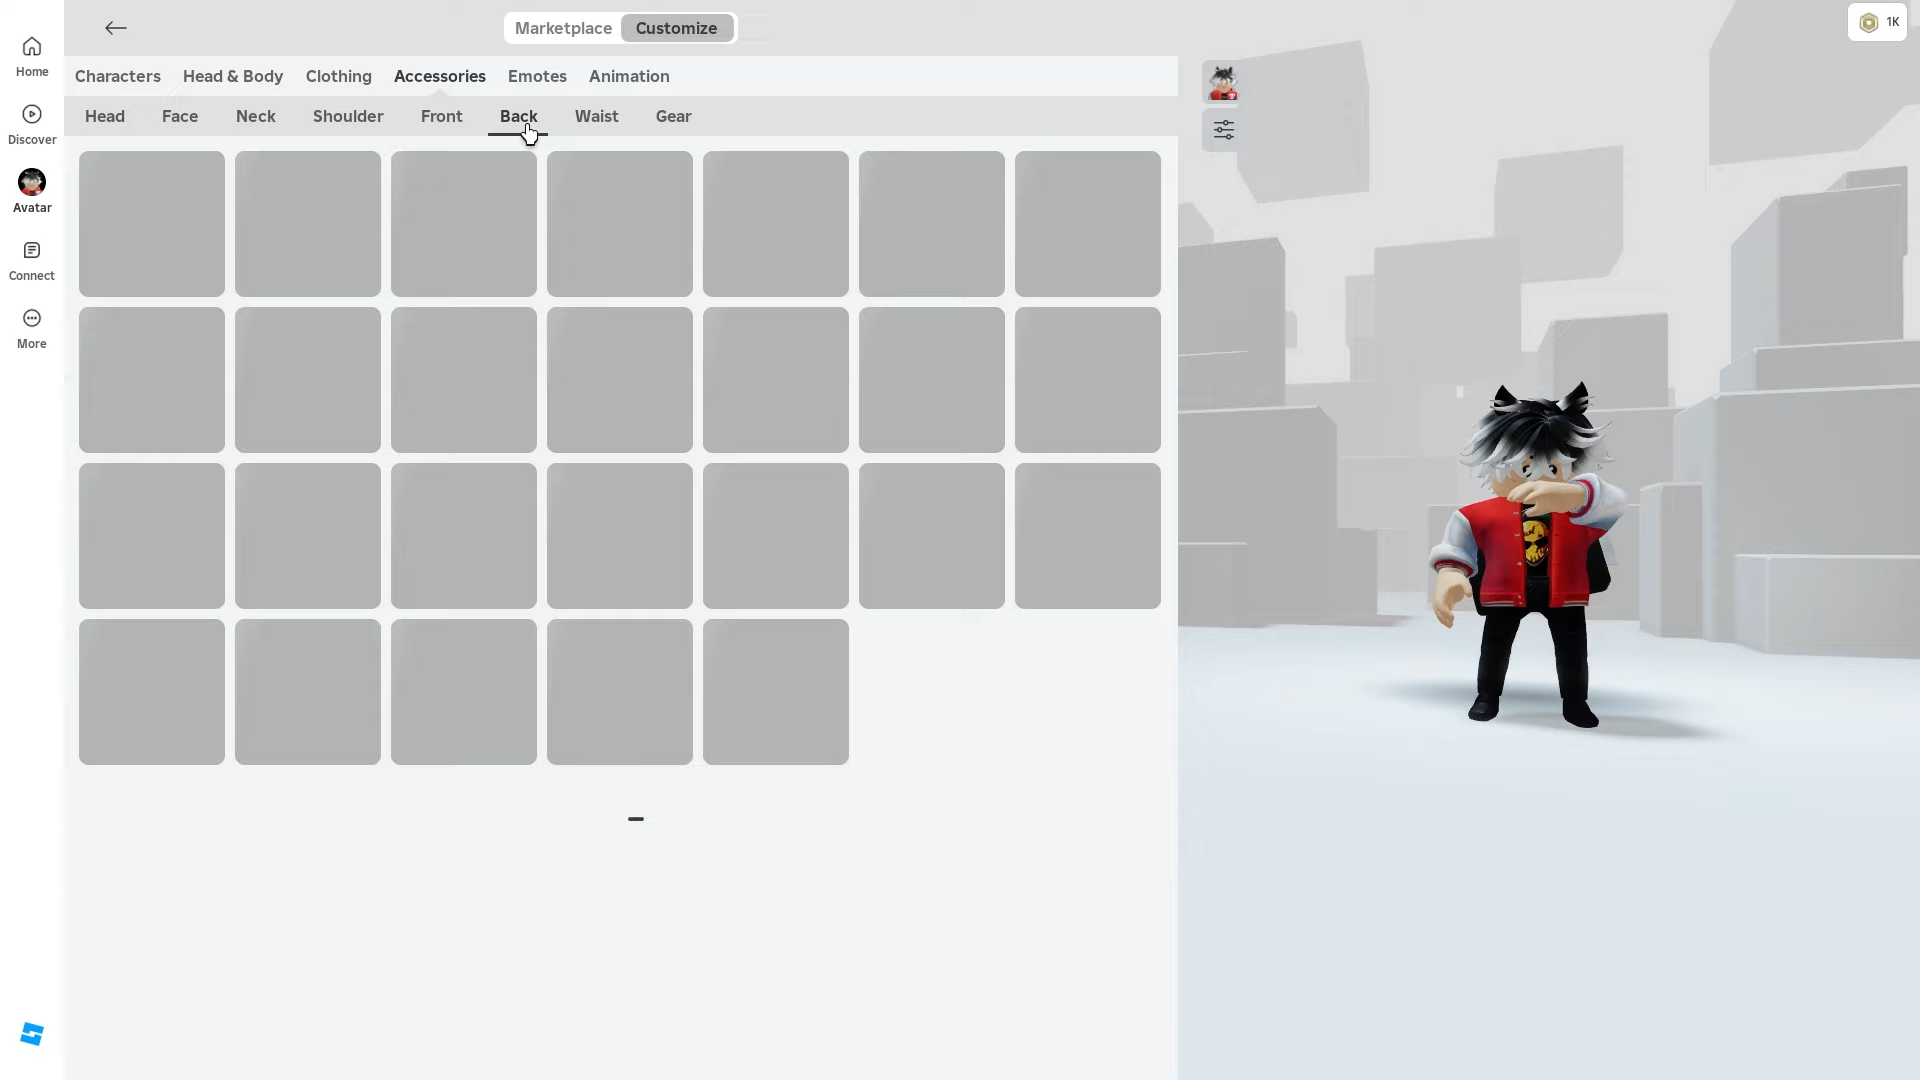 Marketplace Customize
1K
Home
Discover
Avatar
Connect
More
Characters Head & Body Clothing Accessories Emotes Animation
Head Face Neck Shoulder Front Back Waist Gear